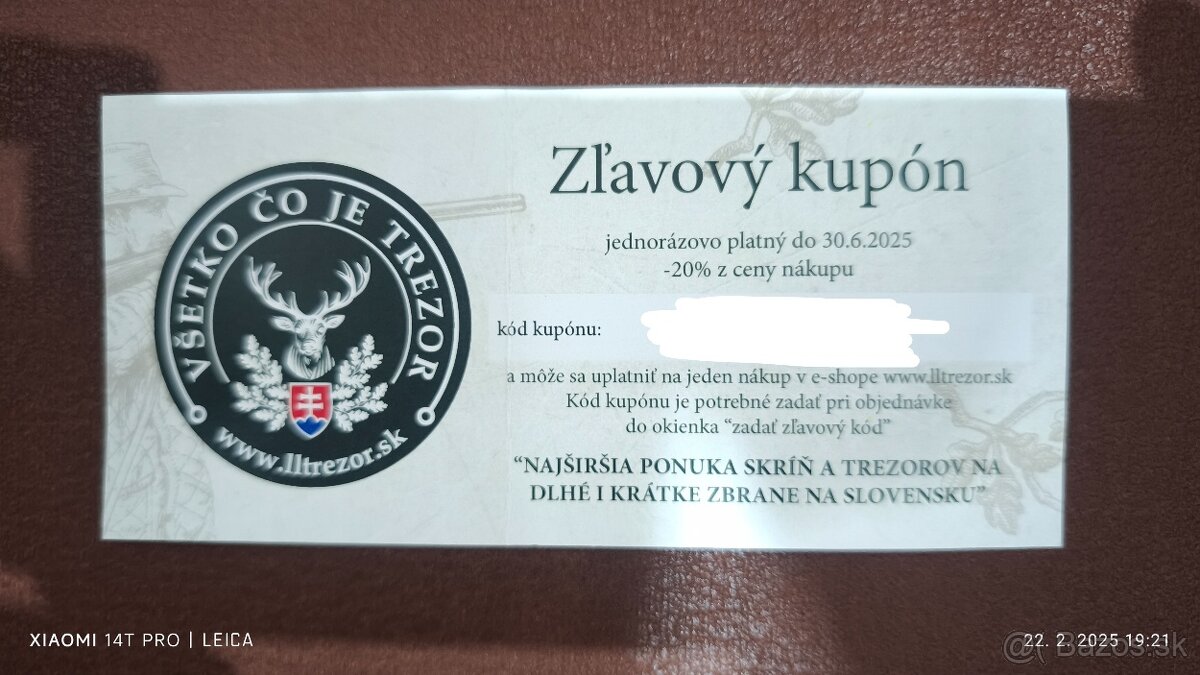 VŠETKO ČO JE TREZOR
www.lltrezor.sk
Zľavový kupón
jednorázovo platný do 30.6.2025
-20% z ceny nákupu
kód kupónu:
a môže sa uplatniť na jeden nákup v e-shope www.lltrezor.sk
Kód kupónu je potrebné zadať pri objednávke
do okienka “zadať zľavový kód”
“NAJŠIRŠIA PONUKA SKRÍŇ A TREZOROV NA
DLHÉ I KRÁTKE ZBRANE NA SLOVENSKU”
XIAOMI 14T PRO | LEICA
22. 2. 2025 19:21
@( Bazos.sk